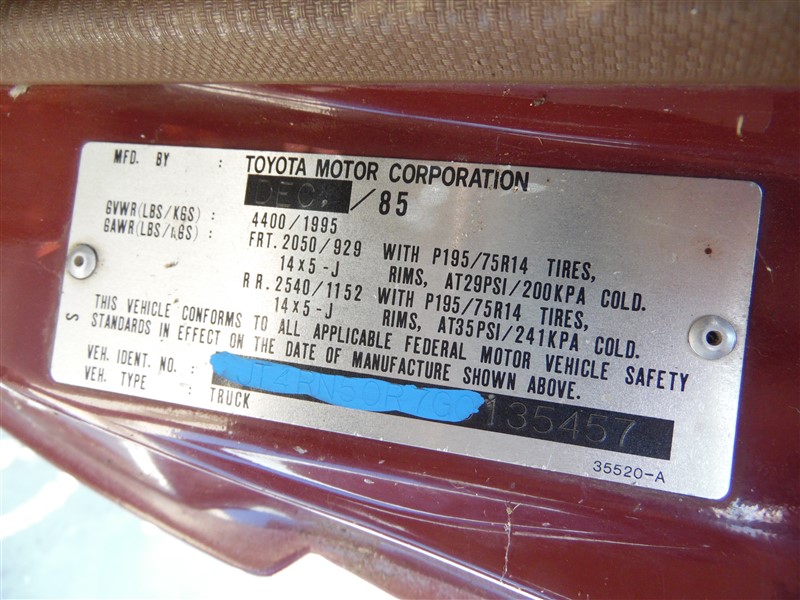 MFD. BY : TOYOTA MOTOR CORPORATION
DEC. /85
GVWR(LBS/KGS): 4400/1995
GAWR(LBS/KGS): FRT. 2050/929 WITH P195/75R14 TIRES,
14x5-J RIMS, AT29PSI/200KPA COLD.
RR. 2540/1152 WITH P195/75R14 TIRES,
14x5-J RIMS, AT35PSI/241KPA COLD.
S THIS VEHICLE CONFORMS TO ALL APPLICABLE FEDERAL MOTOR VEHICLE SAFETY
STANDARDS IN EFFECT ON THE DATE OF MANUFACTURE SHOWN ABOVE.
VEH. IDENT. NO. : 135457
VEH. TYPE : TRUCK
35520-A